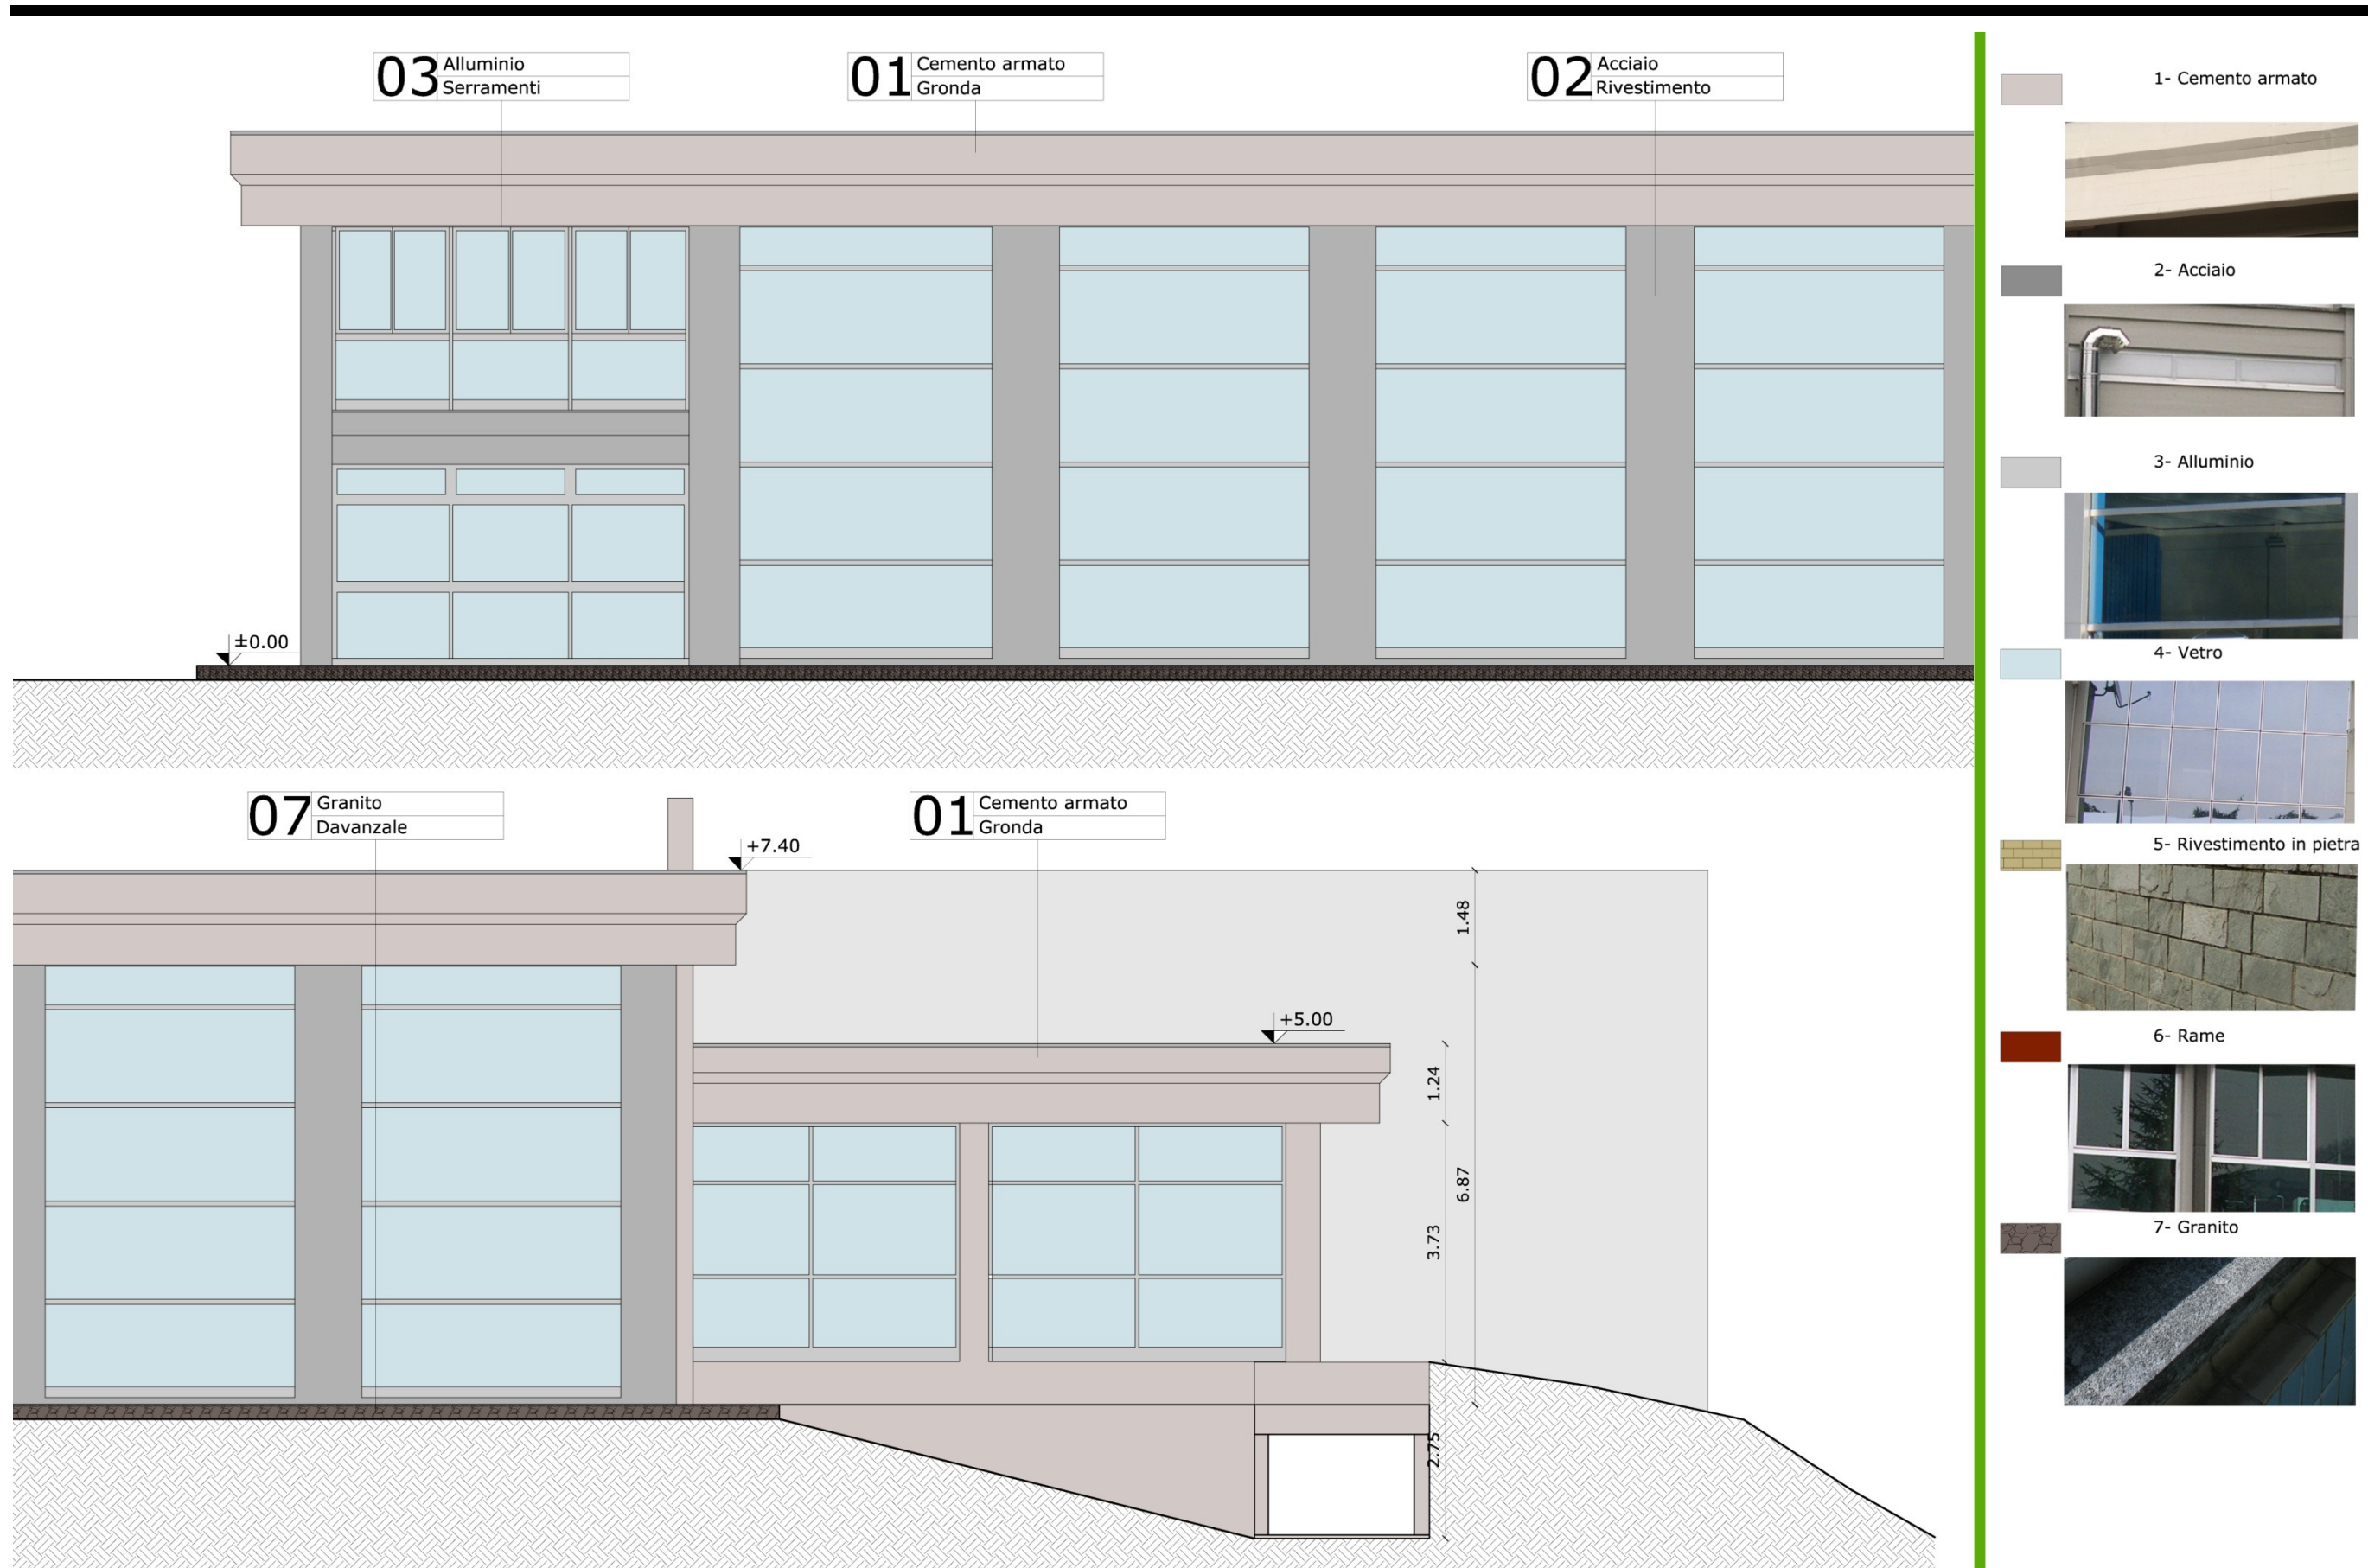 03 Alluminio
Serramenti
01 Cemento armato
Gronda
02 Acciaio
Rivestimento
±0.00
07 Granito
Davanzale
01 Cemento armato
Gronda
+7.40
+5.00
1.48
1.24
6.87
3.73
2.75
1- Cemento armato
2- Acciaio
3- Alluminio
4- Vetro
5- Rivestimento in pietra
6- Rame
7- Granito